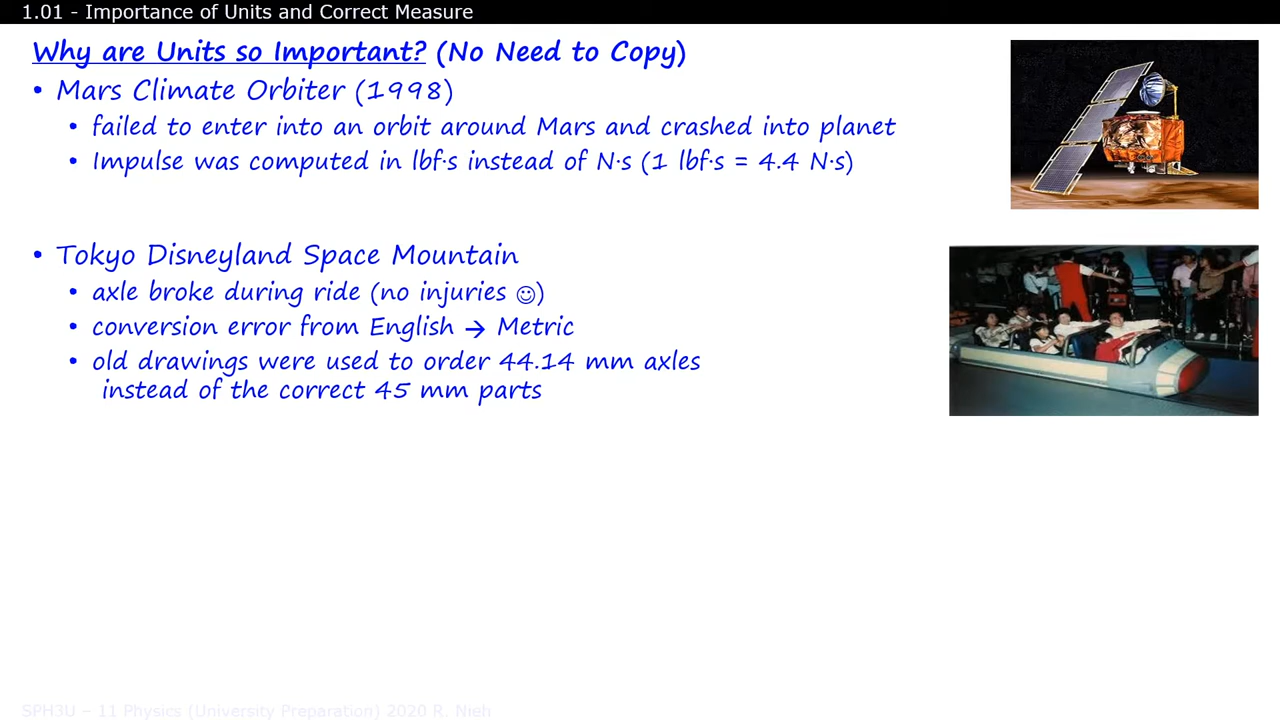 1.01 - Importance of Units and Correct Measure
Why are Units so Important? (No Need to Copy)
• Mars Climate Orbiter (1998)
• failed to enter into an orbit around Mars and crashed into planet
• Impulse was computed in lbf·s instead of N·s (1 lbf·s = 4.4 N·s)
• Tokyo Disneyland Space Mountain
• axle broke during ride (no injuries ☺)
• conversion error from English → Metric
• old drawings were used to order 44.14 mm axles
instead of the correct 45 mm parts
SPH3U – 11 Physics (University Preparation) 2020 R. Nieh